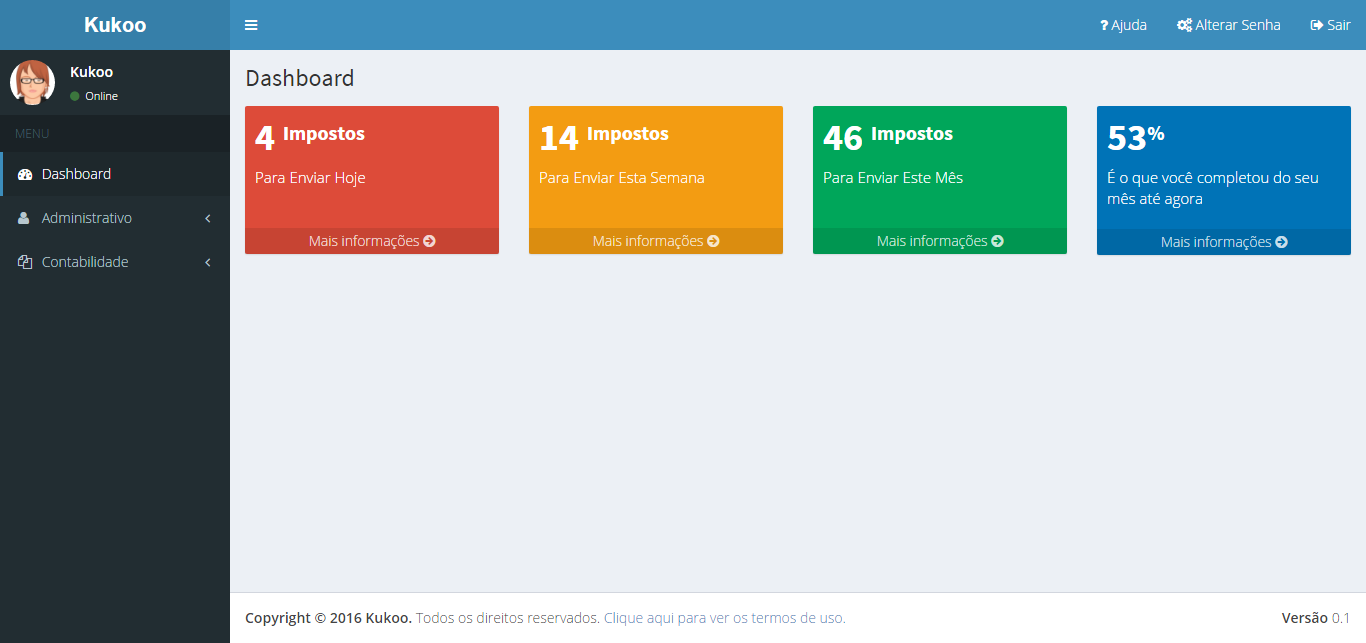 Kukoo
Ajuda
Alterar Senha
Sair
Kukoo
Online
MENU
Dashboard
Administrativo
Contabilidade
Dashboard
4 Impostos
Para Enviar Hoje
Mais informações
14 Impostos
Para Enviar Esta Semana
Mais informações
46 Impostos
Para Enviar Este Mês
Mais informações
53%
É o que você completou do seu
mês até agora
Mais informações
Copyright © 2016 Kukoo. Todos os direitos reservados. Clique aqui para ver os termos de uso.
Versão 0.1